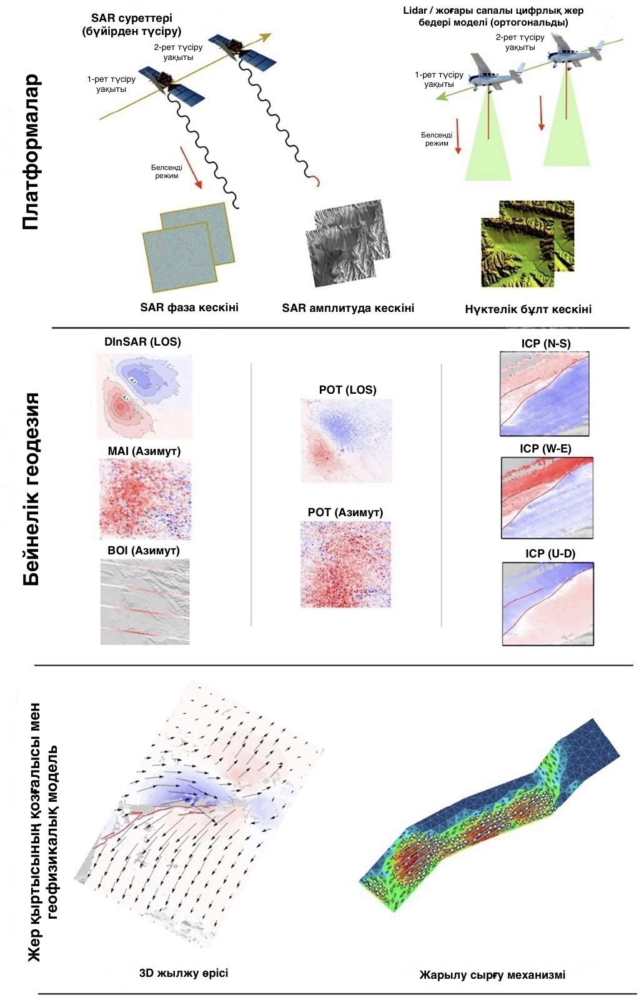 Платформалар
SAR суреттері
(бүйірден түсіру)
2-рет түсіру
уақыты
1-рет түсіру
уақыты
Белсенді
режим
Lidar / жоғары сапалы цифрлық жер
бедері моделі (ортогональды)
2-рет түсіру
уақыты
1-рет түсіру
уақыты
Белсенді
режим
SAR фаза кескіні
SAR амплитуда кескіні
Нүктелік бұлт кескіні
Бейнелік геодезия
DInSAR (LOS)
MAI (Азимут)
BOI (Азимут)
POT (LOS)
POT (Азимут)
ICP (N-S)
ICP (W-E)
ICP (U-D)
Жер қыртысының қозғалысы мен
геофизикалық модель
3D жылжу өрісі
Жарылу сырғу механизмі